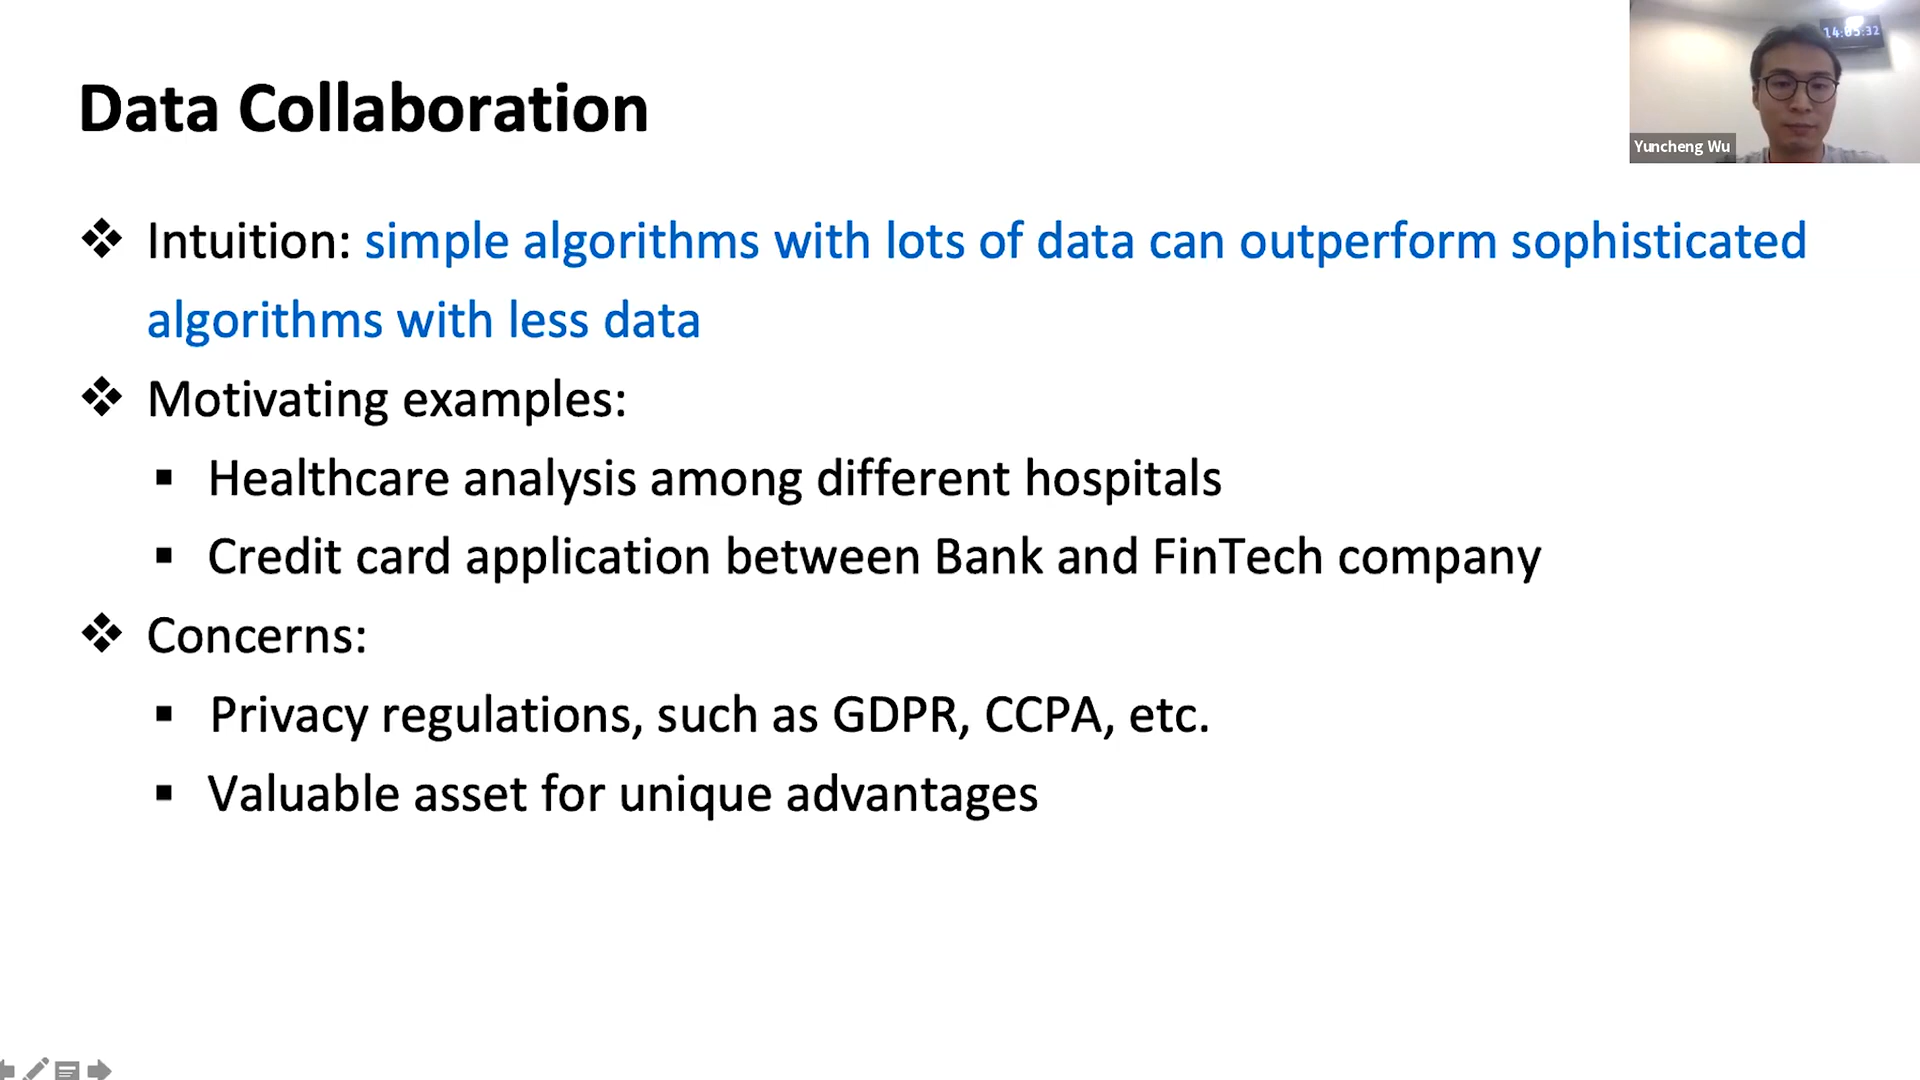 Data Collaboration
Yuncheng Wu
Intuition: simple algorithms with lots of data can outperform sophisticated
algorithms with less data
Motivating examples:
Healthcare analysis among different hospitals
Credit card application between Bank and FinTech company
Concerns:
Privacy regulations, such as GDPR, CCPA, etc.
Valuable asset for unique advantages